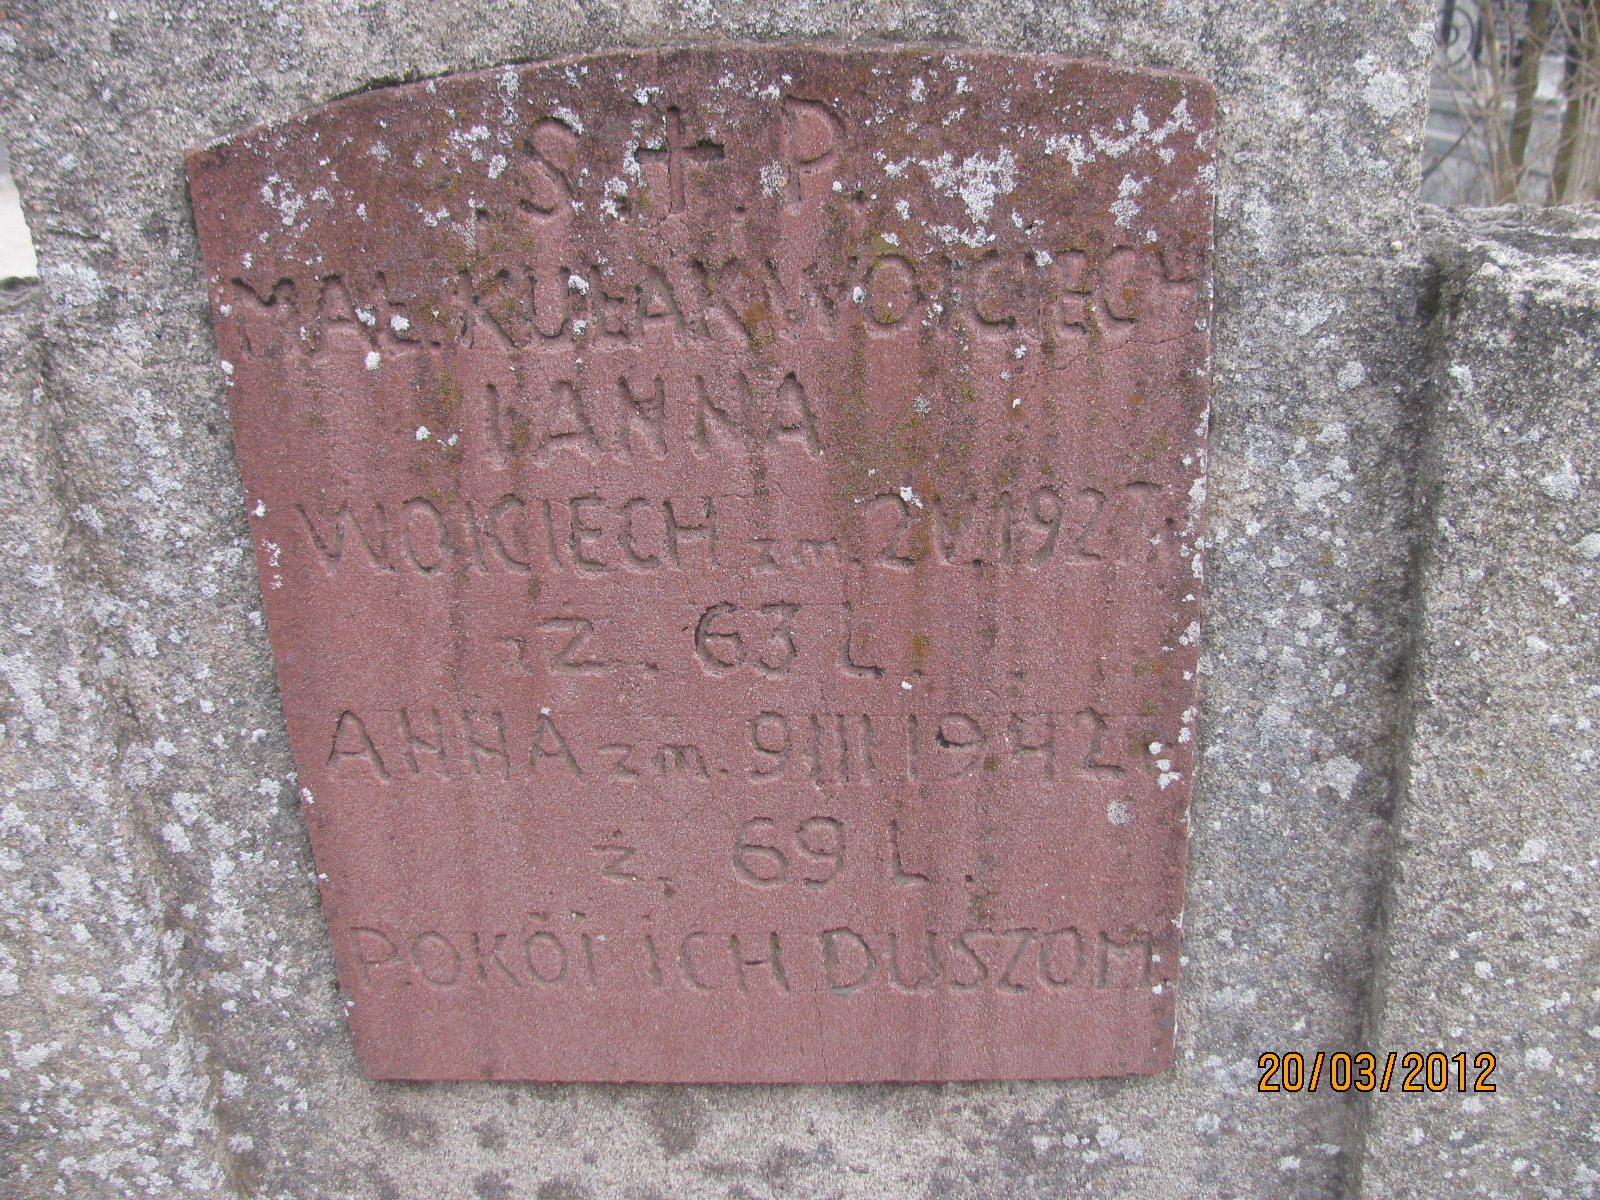 .S.+.P.
MAŁ.KUŁAK WOJCIECH
I ANNA
WOJCIECH zm. 2 V. 1927 r.
Ż. 63 L.
ANNA zm. 9 III 1942 r.
ż. 69 L.
POKÓJ ICH DUSZOM.
20/03/2012